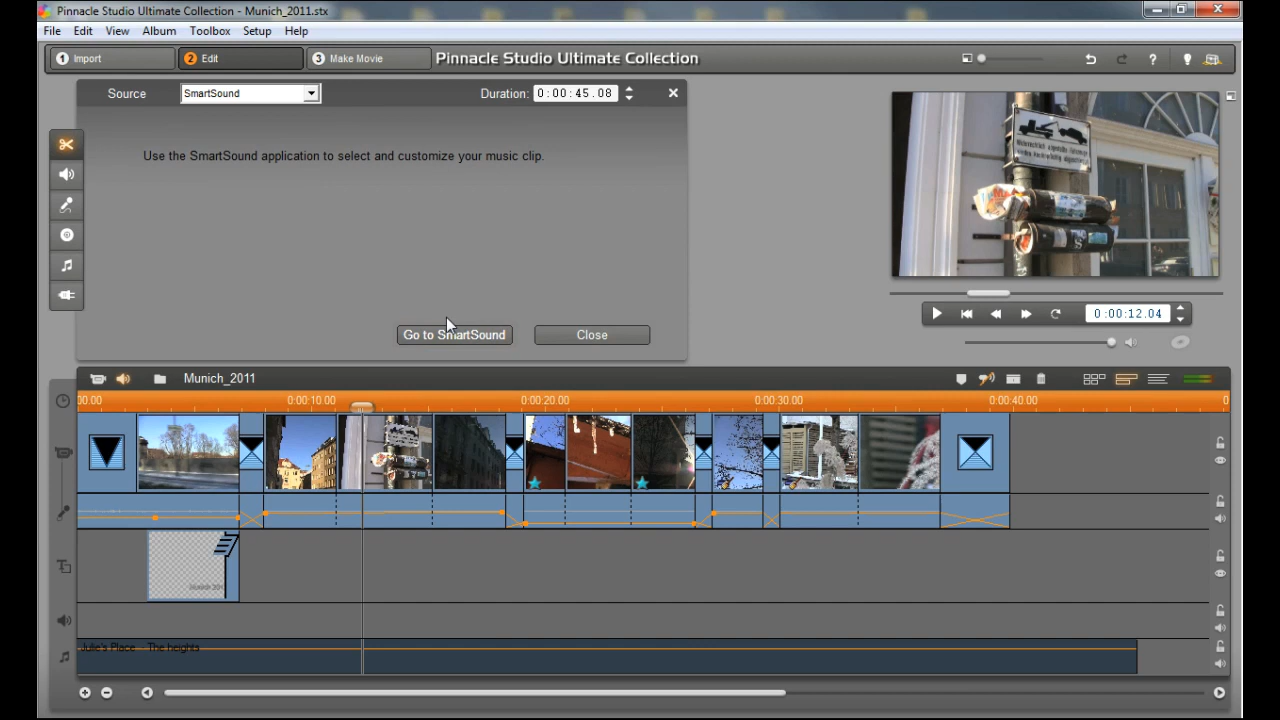 Pinnacle Studio Ultimate Collection - Munich_2011.stx
File Edit View Album Toolbox Setup Help
1 Import 2 Edit 3 Make Movie Pinnacle Studio Ultimate Collection
Source SmartSound Duration: 0:00:45.08
Use the SmartSound application to select and customize your music clip.
Go to SmartSound Close
0:00:12.04
Munich_2011
00.00 0:00:10.00 0:00:20.00 0:00:30.00 0:00:40.00 0
Munich 201
Julie's Place - The heights